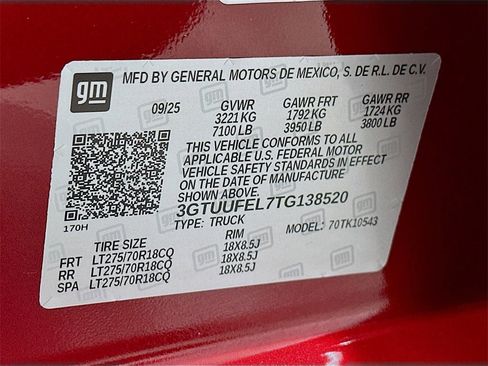 gm MFD BY GENERAL MOTORS DE MEXICO, S. DE R.L. DE C.V.
09/25 GVWR GAWR FRT GAWR RR
3221 KG 1792 KG 1724 KG
7100 LB 3950 LB 3800 LB
THIS VEHICLE CONFORMS TO ALL
APPLICABLE U.S. FEDERAL MOTOR
VEHICLE SAFETY STANDARDS IN EFFECT
ON THE DATE OF MANUFACTURE
SHOWN ABOVE.
3GTUUFEL7TG138520
170H TYPE: TRUCK MODEL: 70TK10543
TIRE SIZE RIM
FRT LT275/70R18CQ 18X8.5J
RR LT275/70R18CQ 18X8.5J
SPA LT275/70R18CQ 18X8.5J